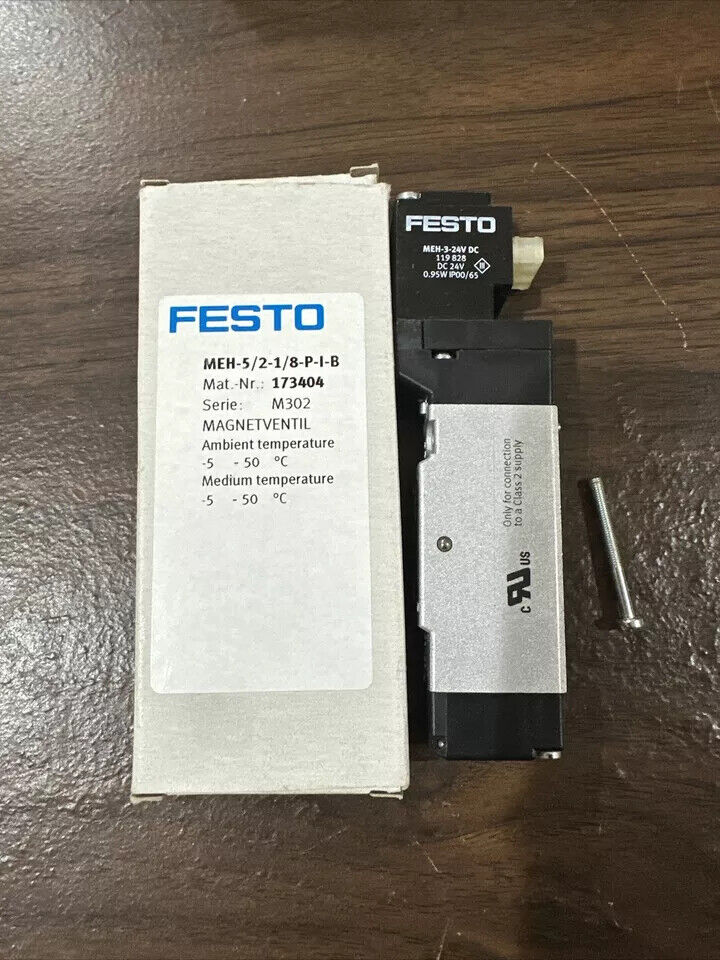 FESTO
MEH-5/2-1/8-P-I-B
Mat.-Nr.: 173404
Serie: M302
MAGNETVENTIL
Ambient temperature
-5 - 50 °C
Medium temperature
-5 - 50 °C
FESTO
MEH-3-24V DC
119 828
DC 24V
0.95W IP00/65
III
Only for connection
to a Class 2 supply
c RU US